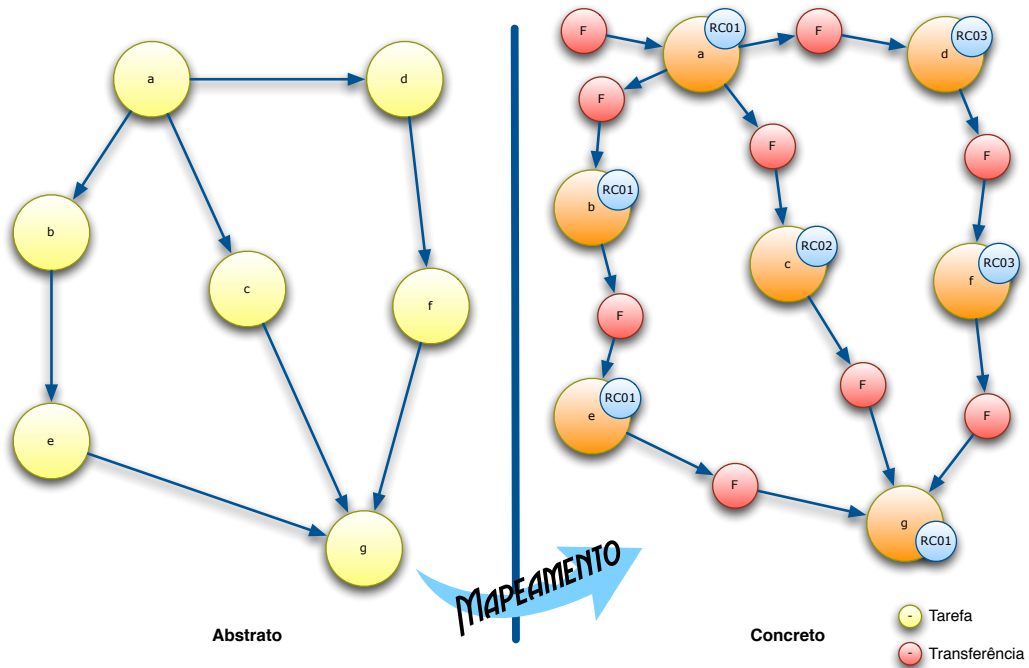 a
d
b
c
f
e
g
Abstrato
MAPEAMENTO
F
a
RC01
F
d
RC03
F
F
F
b
RC01
c
RC02
f
RC03
F
F
F
e
RC01
F
F
g
RC01
Concreto
- Tarefa
- Transferência